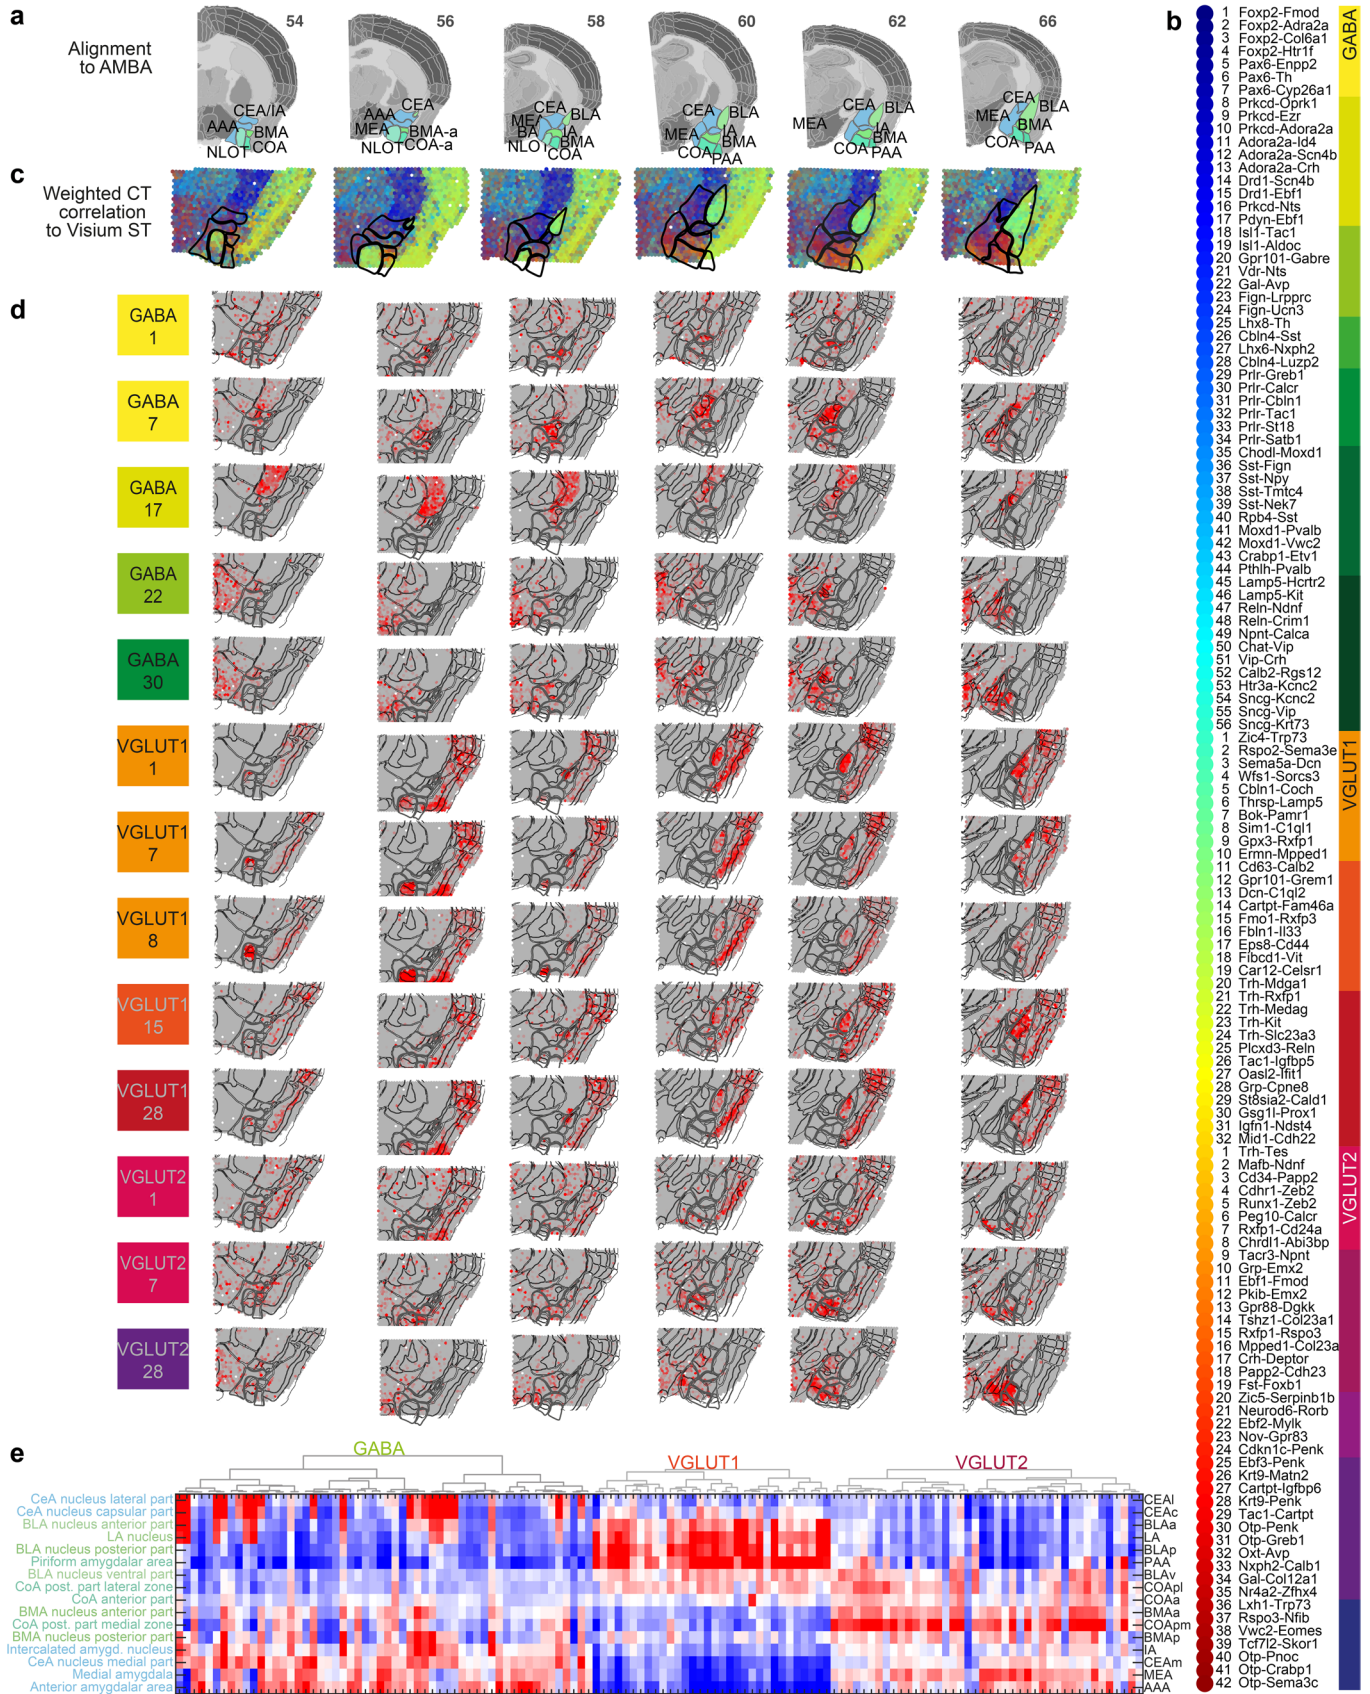 a
Alignment
to AMBA
54
56
58
60
62
66
CEA/IA
AAA
BMA
NLOT
COA
CEA
AAA
MEA
BMA-a
NLOT
COA-a
CEA
BLA
MEA
BA
IA
BMA
NLOT
COA
CEA
BLA
MEA
IA
BMA
COA
PAA
CEA
BLA
MEA
IA
BMA
COA
PAA
CEA
BLA
BMA
COA
PAA
c
Weighted CT
correlation
to Visium ST
d
GABA
1
GABA
7
GABA
17
GABA
22
GABA
30
VGLUT1
1
VGLUT1
7
VGLUT1
8
VGLUT1
15
VGLUT1
28
VGLUT2
1
VGLUT2
7
VGLUT2
28
e
GABA
VGLUT1
VGLUT2
CeA nucleus lateral part
CeA nucleus capsular part
BLA nucleus anterior part
LA nucleus
BLA nucleus posterior part
Piriform amygdalar area
BLA nucleus ventral part
CoA post. part lateral zone
CoA anterior part
BMA nucleus anterior part
CoA post. part medial zone
BMA nucleus posterior part
Intercalated amygd. nucleus
CeA nucleus medial part
Medial amygdala
Anterior amygdalar area
CEAl
CEAc
BLAa
LA
BLAp
PAA
BLAv
COApl
COAa
BMAa
COApm
BMAp
IA
CEAm
MEA
AAA
b
1 Foxp2-Fmod
2 Foxp2-Adra2a
3 Foxp2-Col6a1
4 Foxp2-Htr1f
5 Pax6-Enpp2
6 Pax6-Th
7 Pax6-Cyp26a1
8 Prkcd-Oprk1
9 Prkcd-Ezr
10 Prkcd-Adora2a
11 Adora2a-Id4
12 Adora2a-Scn4b
13 Adora2a-Crh
14 Drd1-Scn4b
15 Drd1-Ebf1
16 Prkcd-Nts
17 Pdyn-Ebf1
18 Isl1-Tac1
19 Isl1-Aldoc
20 Gpr101-Gabre
21 Vdr-Nts
22 Gal-Avp
23 Fign-Lrpprc
24 Fign-Ucn3
25 Lhx8-Th
26 Cbln4-Sst
27 Lhx6-Nxph2
28 Cbln4-Luzp2
29 Prlr-Greb1
30 Prlr-Calcr
31 Prlr-Cbln1
32 Prlr-Tac1
33 Prlr-St18
34 Prlr-Satb1
35 Chodl-Moxd1
36 Sst-Fign
37 Sst-Npy
38 Sst-Tmtc4
39 Sst-Nek7
40 Rpb4-Sst
41 Moxd1-Pvalb
42 Moxd1-Vwc2
43 Crabp1-Etv1
44 Pthlh-Pvalb
45 Lamp5-Hcrtr2
46 Lamp5-Kit
47 Reln-Ndnf
48 Reln-Crim1
49 Npnt-Calca
50 Chat-Vip
51 Vip-Crh
52 Calb2-Rgs12
53 Htr3a-Kcnc2
54 Sncg-Kcnc2
55 Sncg-Vip
56 Sncg-Krt73
1 Zic4-Trp73
2 Rspo2-Sema3e
3 Sema5a-Dcn
4 Wfs1-Sorcs3
5 Cbln1-Coch
6 Thrsp-Lamp5
7 Bok-Pamr1
8 Sim1-C1ql1
9 Gpx3-Rxfp1
10 Ermn-Mpped1
11 Cd63-Calb2
12 Gpr101-Grem1
13 Dcn-C1ql2
14 Cartpt-Fam46a
15 Fmo1-Rxfp3
16 Fbln1-Il33
17 Eps8-Cd44
18 Fibcd1-Vit
19 Car12-Celsr1
20 Trh-Mdga1
21 Trh-Rxfp1
22 Trh-Medag
23 Trh-Kit
24 Trh-Slc23a3
25 Plcxd3-Reln
26 Tac1-Igfbp5
27 Oasl2-Ifit1
28 Grp-Cpne8
29 St8sia2-Cald1
30 Gsg1l-Prox1
31 Igfn1-Ndst4
32 Mid1-Cdh22
1 Trh-Tes
2 Mafb-Ndnf
3 Cd34-Papp2
4 Cdhr1-Zeb2
5 Runx1-Zeb2
6 Peg10-Calcr
7 Rxfp1-Cd24a
8 Chrdl1-Abi3bp
9 Tacr3-Npnt
10 Grp-Emx2
11 Ebf1-Fmod
12 Pkib-Emx2
13 Gpr88-Dgkk
14 Tshz1-Col23a1
15 Rxfp1-Rspo3
16 Mpped1-Col23a
17 Crh-Deptor
18 Papp2-Cdh23
19 Fst-Foxb1
20 Zic5-Serpinb1b
21 Neurod6-Rorb
22 Ebf2-Mylk
23 Nov-Gpr83
24 Cdkn1c-Penk
25 Ebf3-Penk
26 Krt9-Matn2
27 Cartpt-Igfbp6
28 Krt9-Penk
29 Tac1-Cartpt
30 Otp-Penk
31 Otp-Greb1
32 Oxt-Avp
33 Nxph2-Calb1
34 Gal-Col12a1
35 Nr4a2-Zfhx4
36 Lxh1-Trp73
37 Rspo3-Nfib
38 Vwc2-Eomes
39 Tcf7l2-Skor1
40 Otp-Pnoc
41 Otp-Crabp1
42 Otp-Sema3c
GABA
VGLUT1
VGLUT2